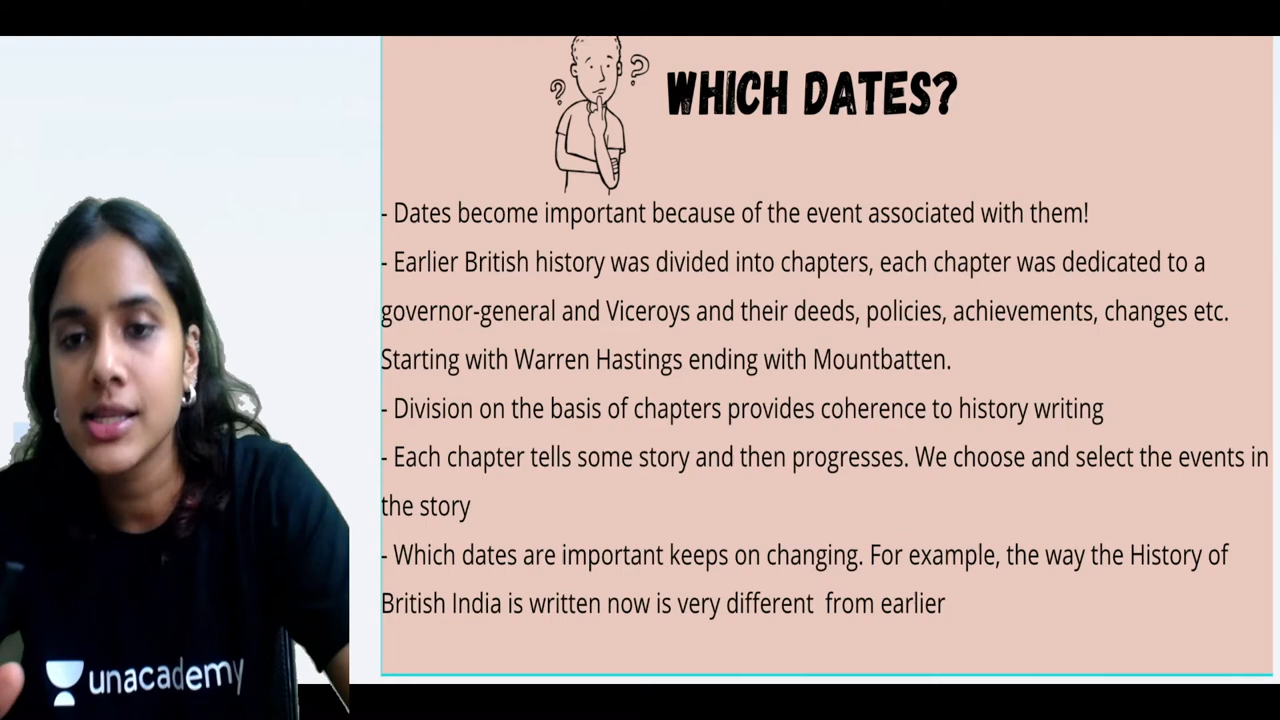 ? ? WHICH DATES?
- Dates become important because of the event associated with them!
- Earlier British history was divided into chapters, each chapter was dedicated to a
governor-general and Viceroys and their deeds, policies, achievements, changes etc.
Starting with Warren Hastings ending with Mountbatten.
- Division on the basis of chapters provides coherence to history writing
- Each chapter tells some story and then progresses. We choose and select the events in
the story
- Which dates are important keeps on changing. For example, the way the History of
British India is written now is very different  from earlier
unacademy